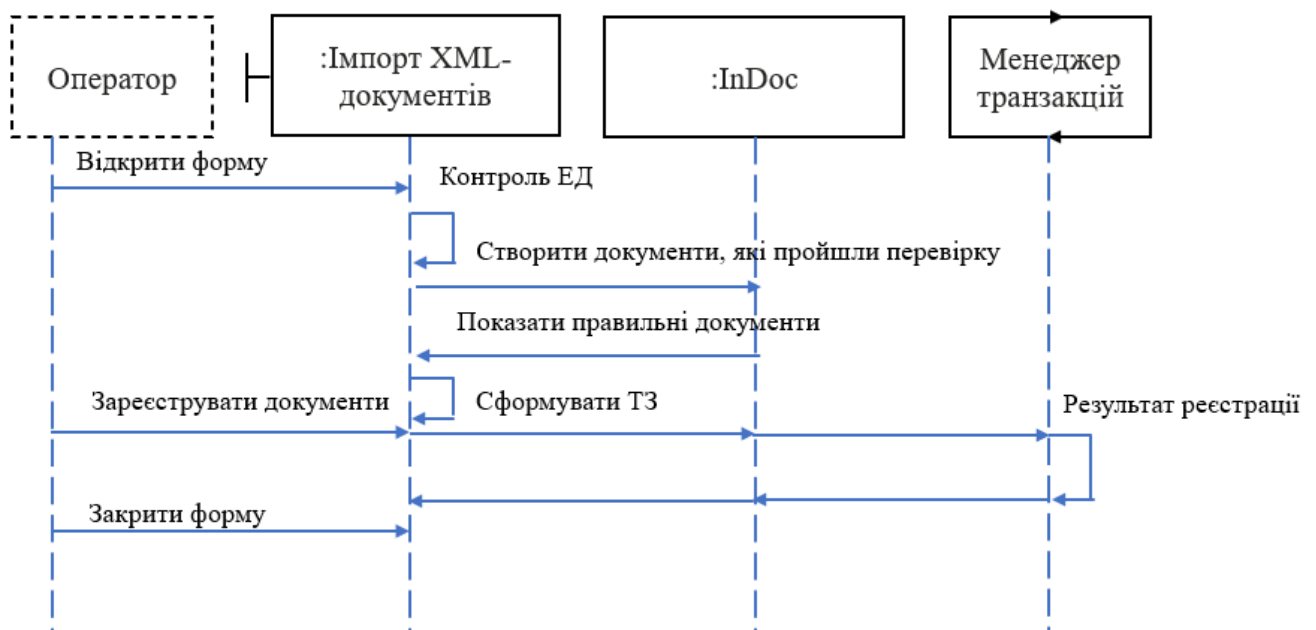 Оператор
:Імпорт XML-
документів
:InDoc
Менеджер
транзакцій
Відкрити форму
Контроль ЕД
Створити документи, які пройшли перевірку
Показати правильні документи
Зареєструвати документи
Сформувати ТЗ
Результат реєстрації
Закрити форму